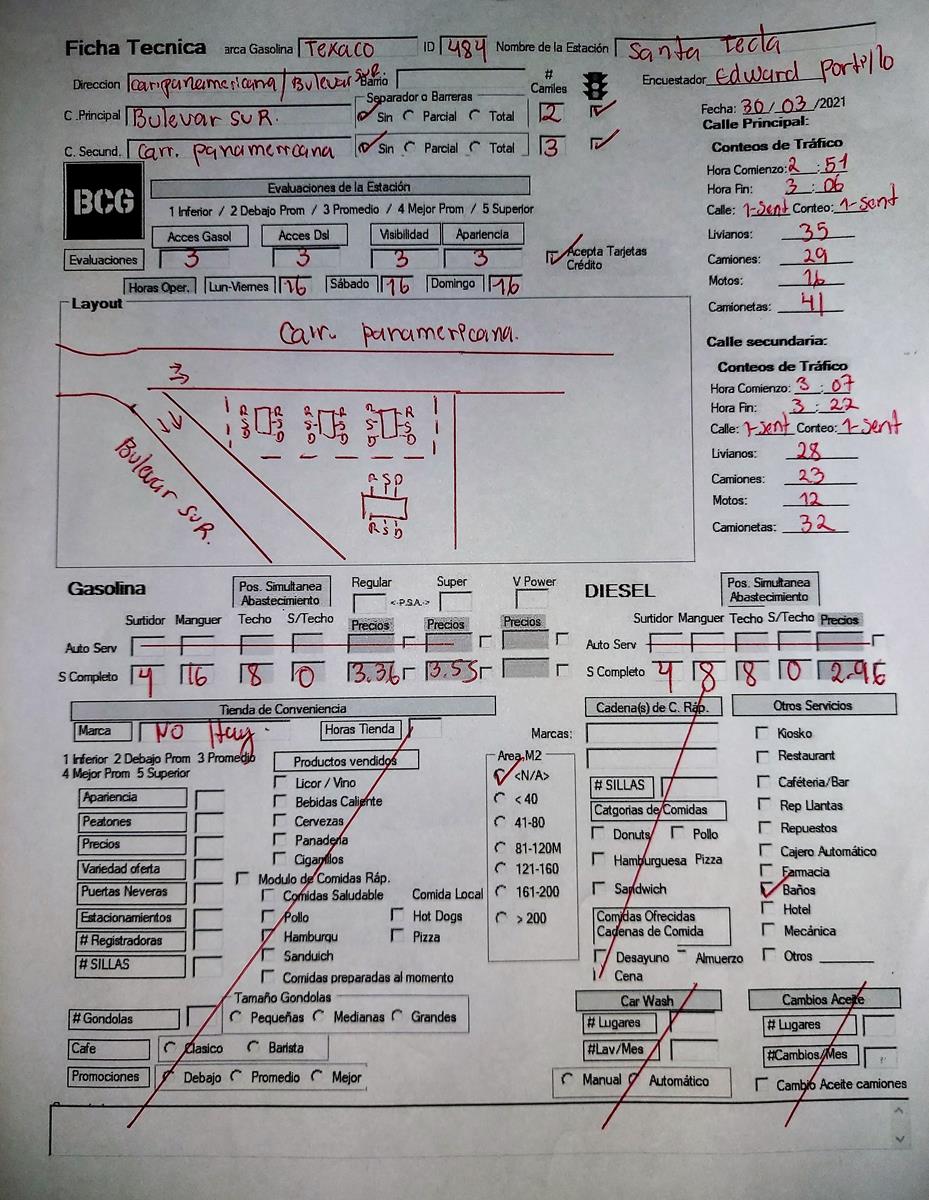 Ficha Tecnica arca Gasolina Texaco ID 484 Nombre de la Estación Santa Tecla
Direccion carr panamericana / Bulevar SUR. Barrio # Carriles Encuestador Edward Portillo
Separador o Barreras
C .Principal Bulevar SUR. Sin Parcial Total 2
C. Secund. Carr. panamericana Sin Parcial Total 3
Fecha: 30/03/2021
Calle Principal:
Conteos de Tráfico
Hora Comienzo: 2 : 51
Hora Fin: 3 : 06
Calle: 1-sent Conteo: 1-sent
Livianos: 35
Camiones: 29
Motos: 16
Camionetas: 41
Calle secundaria:
Conteos de Tráfico
Hora Comienzo: 3 : 07
Hora Fin: 3 : 22
Calle: 1-sent Conteo: 1-sent
Livianos: 28
Camiones: 23
Motos: 12
Camionetas: 32
BCG
Evaluaciones de la Estación
1 Inferior / 2 Debajo Prom / 3 Promedio / 4 Mejor Prom / 5 Superior
Acces Gasol Acces Dsl Visibilidad Apariencia
Evaluaciones 3 3 3 3
Acepta Tarjetas
Crédito
Horas Oper. Lun-Viernes 16 Sábado 16 Domingo 16
Layout
Carr. panamericana.
R R R R R R
S S S S S S
D D D D D D
Bulevar SUR.
R S D
R S D
Gasolina Pos. Simultanea Abastecimiento Regular <-P.S.A.-> Super V Power
Surtidor Manguer Techo S/Techo Precios Precios Precios
Auto Serv
S Completo 4 16 8 0 3.36 3.55
DIESEL Pos. Simultanea Abastecimiento
Surtidor Manguer Techo S/Techo Precios
Auto Serv
S Completo 4 8 8 0 2.96
Tienda de Conveniencia
Marca No Hay. Horas Tienda
1 Inferior 2 Debajo Prom 3 Promedio
4 Mejor Prom 5 Superior
Apariencia
Peatones
Precios
Variedad oferta
Puertas Neveras
Estacionamientos
# Registradoras
# SILLAS
Productos vendidos
Licor / Vino
Bebidas Caliente
Cervezas
Panaderia
Cigarrillos
Modulo de Comidas Ráp.
Comidas Saludable Comida Local
Pollo Hot Dogs
Hamburgu Pizza
Sanduich
Comidas preparadas al momento
Area M2
<N/A>
< 40
41-80
81-120M
121-160
161-200
> 200
# Gondolas
Tamaño Gondolas
Pequeñas Medianas Grandes
Cafe Clasico Barista
Promociones Debajo Promedio Mejor
Cadena(s) de C. Ráp.
Marcas:
# SILLAS
Catgorias de Comidas
Donuts Pollo
Hamburguesa Pizza
Sandwich
Comidas Ofrecidas
Cadenas de Comida
Desayuno Almuerzo
Cena
Otros Servicios
Kiosko
Restaurant
Caféteria/Bar
Rep Llantas
Repuestos
Cajero Automático
Farmacia
Baños
Hotel
Mecánica
Otros
Car Wash
# Lugares
#Lav/Mes
Manual Automático
Cambios Aceite
# Lugares
#Cambios/Mes
Cambio Aceite camiones